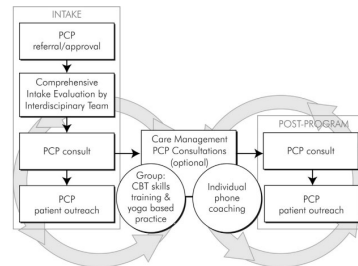 INTAKE
PCP
referral/approval
Comprehensive
Intake Evaluation by
Interdiscipinary Team
PCP consult
PCP
patient outreach
Care Management
PCP Consultations
(optional)
Group:
CBT skills
training &
yoga based
practice
Individual
phone
coaching
POST-PROGRAM
PCP consult
PCP
patient outreach